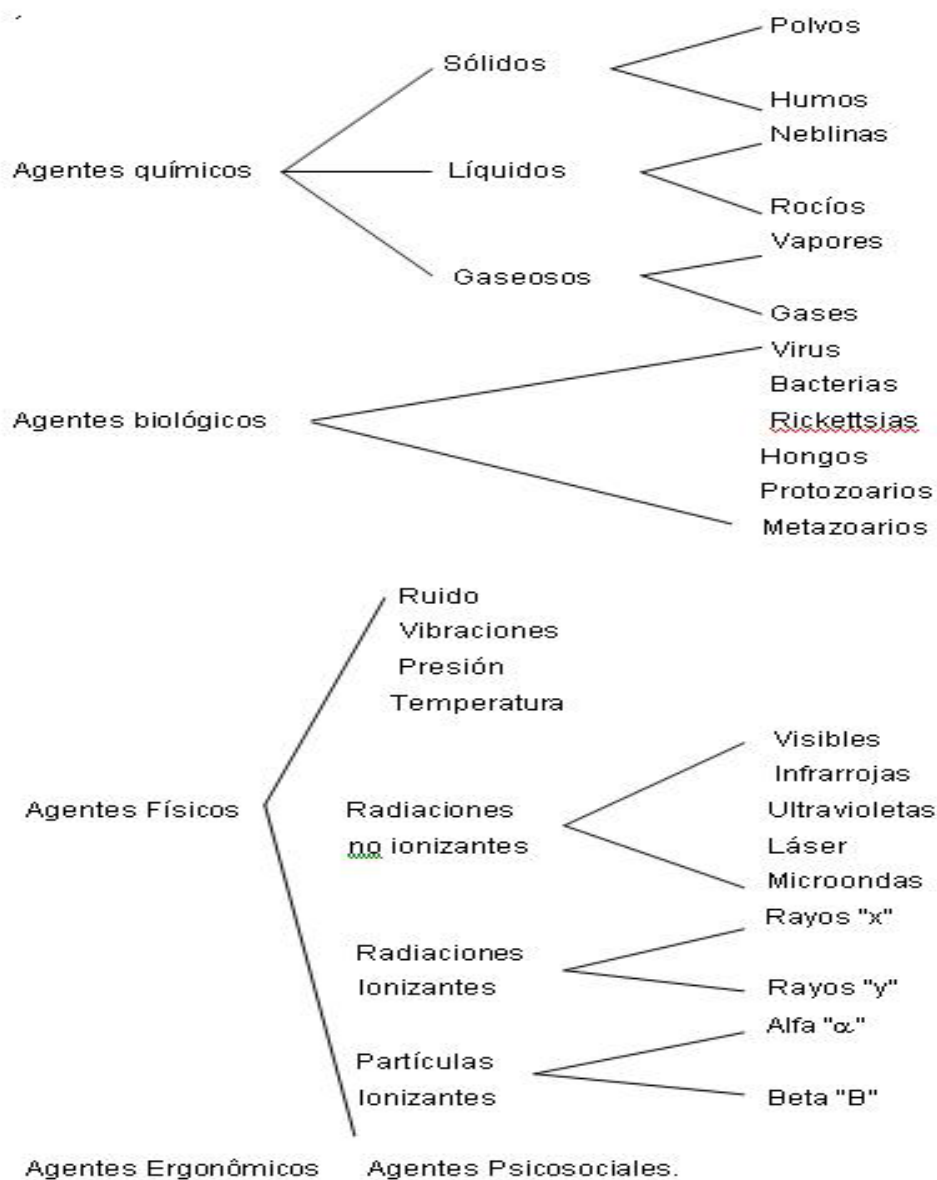 Polvos
Sólidos
Humos
Neblinas
Agentes químicos
Líquidos
Rocíos
Vapores
Gaseosos
Gases
Virus
Bacterias
Agentes biológicos
Rickettsias
Hongos
Protozoarios
Metazoarios
Ruido
Vibraciones
Presión
Temperatura
Visibles
Infrarrojas
Agentes Físicos
Radiaciones
no ionizantes
Ultravioletas
Láser
Microondas
Rayos "x"
Radiaciones
Ionizantes
Rayos "y"
Alfa "α"
Partículas
Ionizantes
Beta "B"
Agentes Ergonômicos Agentes Psicosociales.